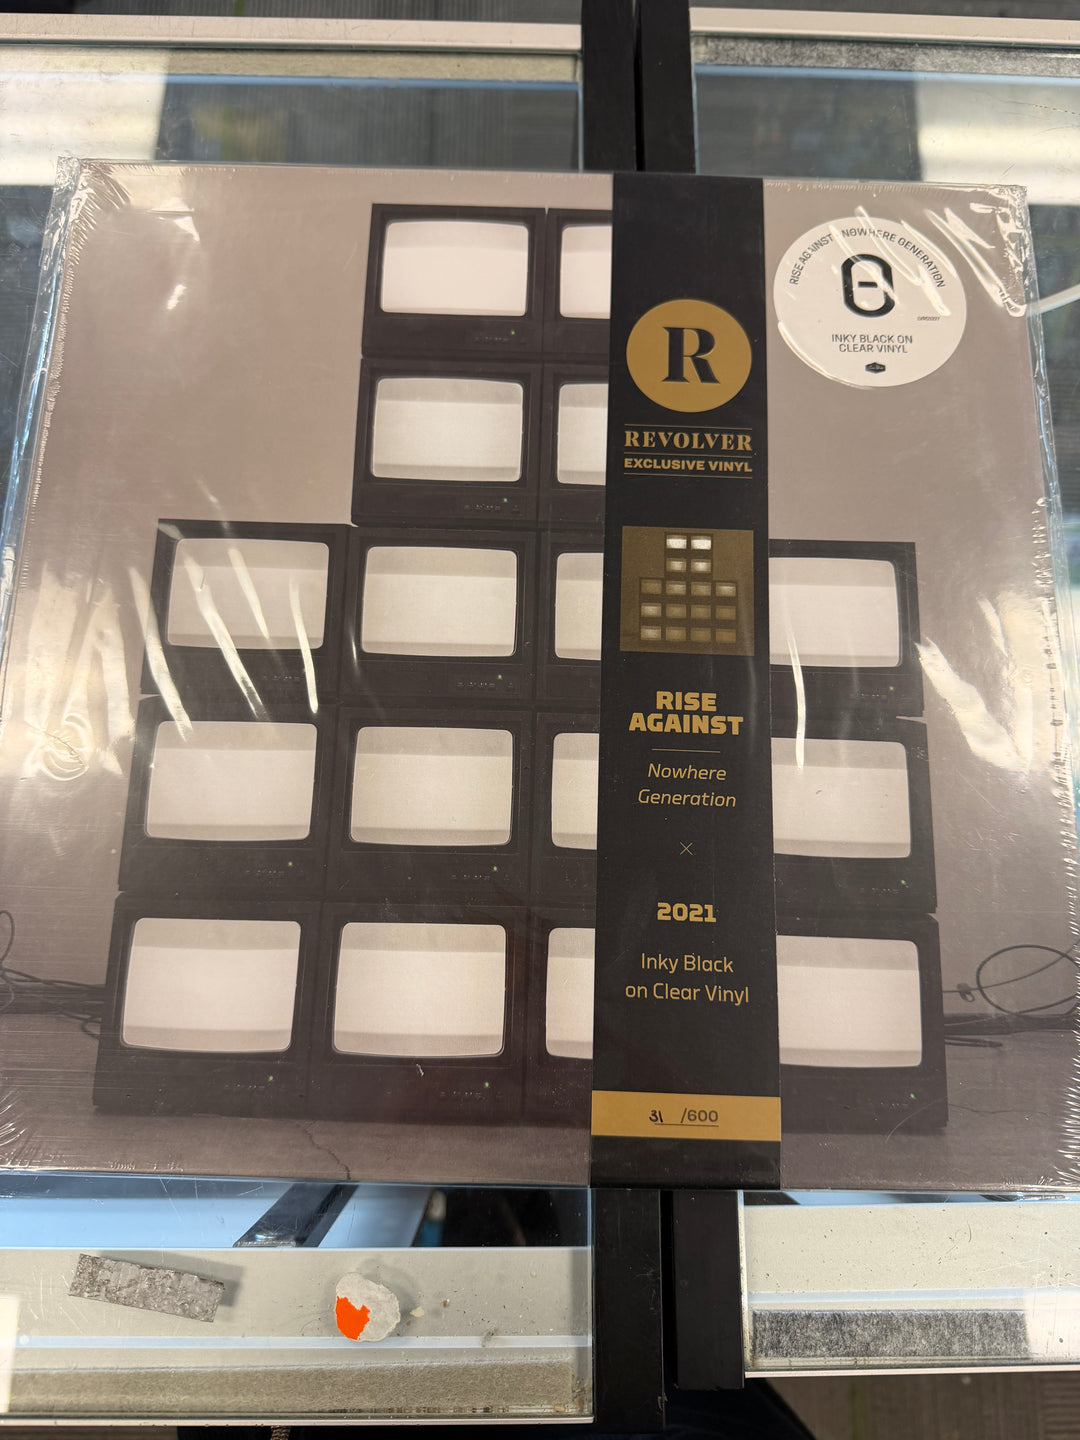 RISE AGAINST NOWHERE GENERATION
INKY BLACK ON
CLEAR VINYL
R
REVOLVER
EXCLUSIVE VINYL
RISE
AGAINST
Nowhere
Generation
×
2021
Inky Black
on Clear Vinyl
31 /600